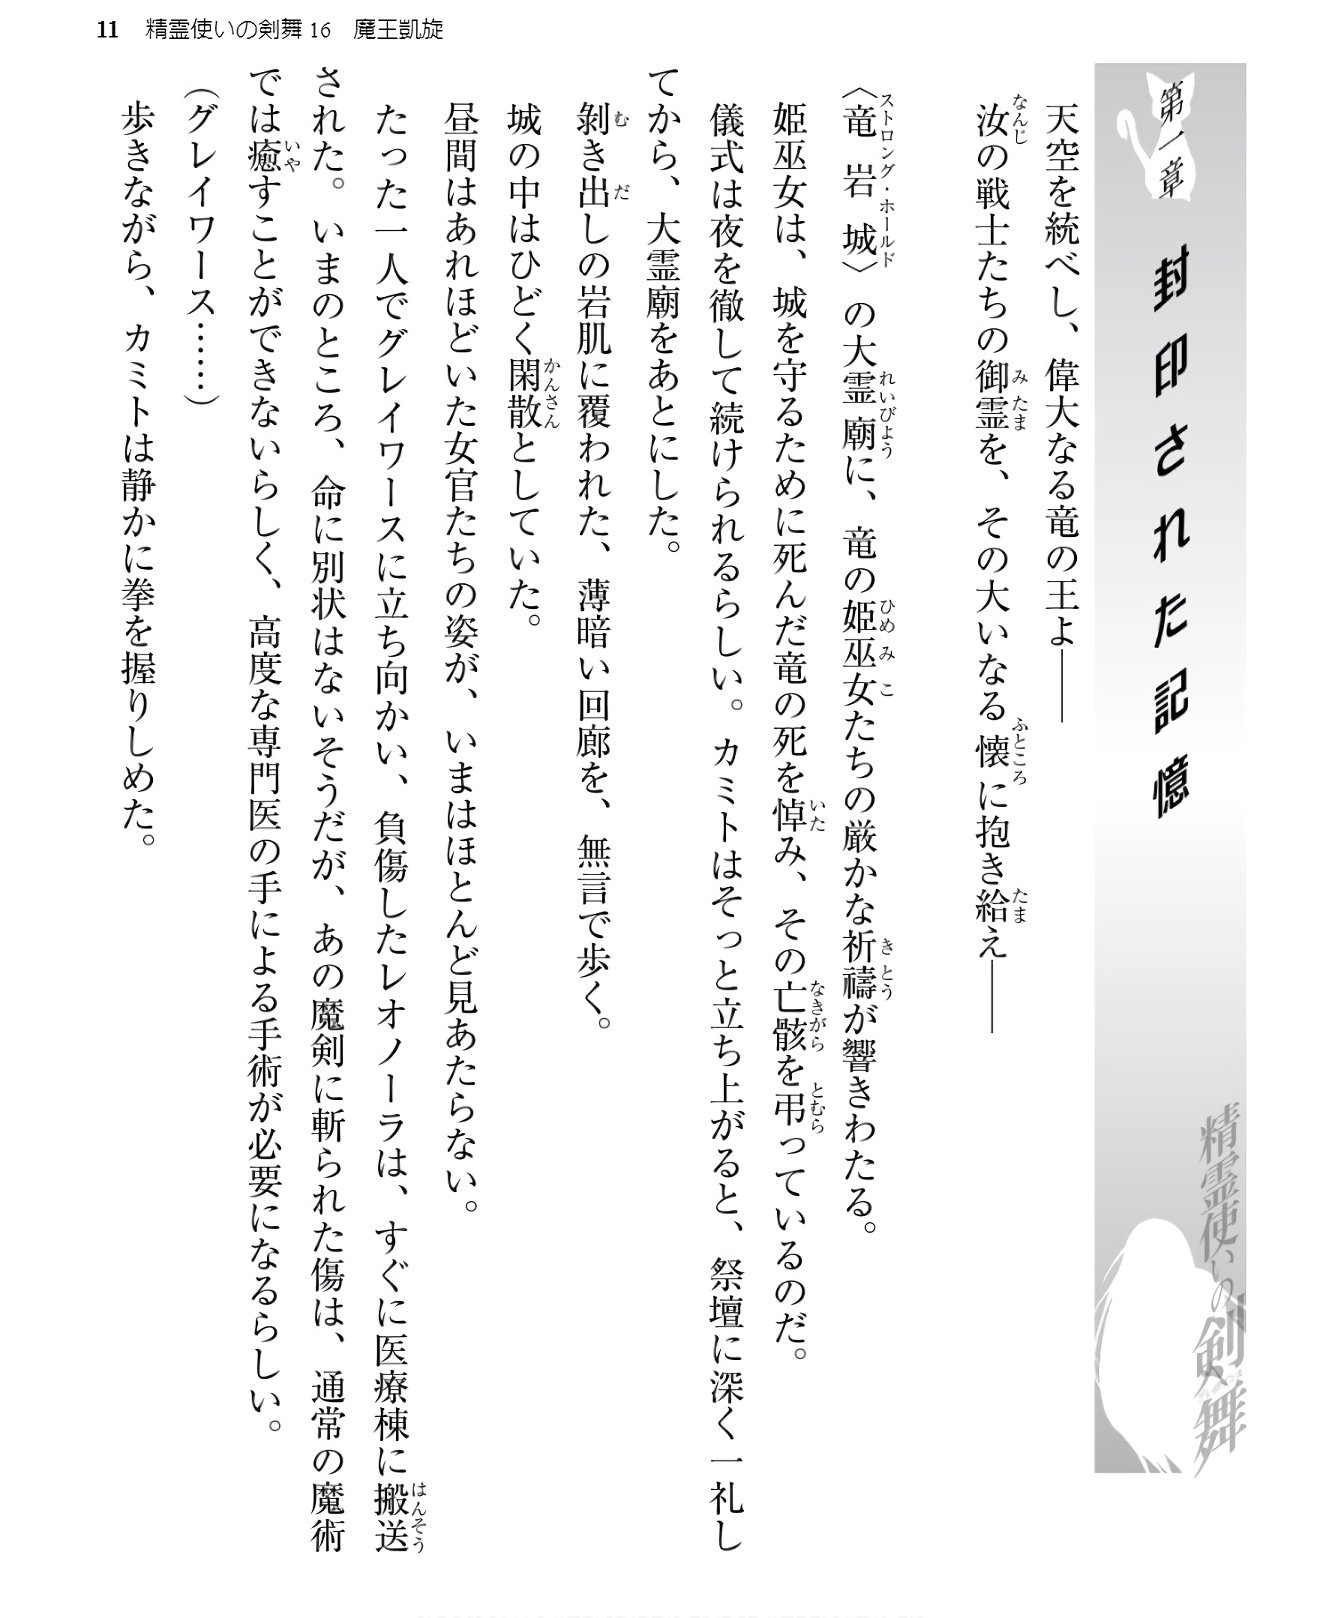 11 精霊使いの剣舞16 魔王凱旋
第一章 封印された記憶
精霊使いの剣舞
天空を統べし、偉大なる竜の王よ――
汝の戦士たちの御霊を、その大いなる懐に抱き給え――
〈竜岩城〉の大霊廟に、竜の姫巫女たちの厳かな祈禱が響きわたる。
姫巫女は、城を守るために死んだ竜の死を悼み、その亡骸を弔っているのだ。
儀式は夜を徹して続けられるらしい。カミトはそっと立ち上がると、祭壇に深く一礼し
てから、大霊廟をあとにした。
剝き出しの岩肌に覆われた、薄暗い回廊を、無言で歩く。
城の中はひどく閑散としていた。
昼間はあれほどいた女官たちの姿が、いまはほとんど見あたらない。
たった一人でグレイワースに立ち向かい、負傷したレオノーラは、すぐに医療棟に搬送
された。いまのところ、命に別状はないそうだが、あの魔剣に斬られた傷は、通常の魔術
では癒すことができないらしく、高度な専門医の手による手術が必要になるらしい。
(グレイワース……)
歩きながら、カミトは静かに拳を握りしめた。